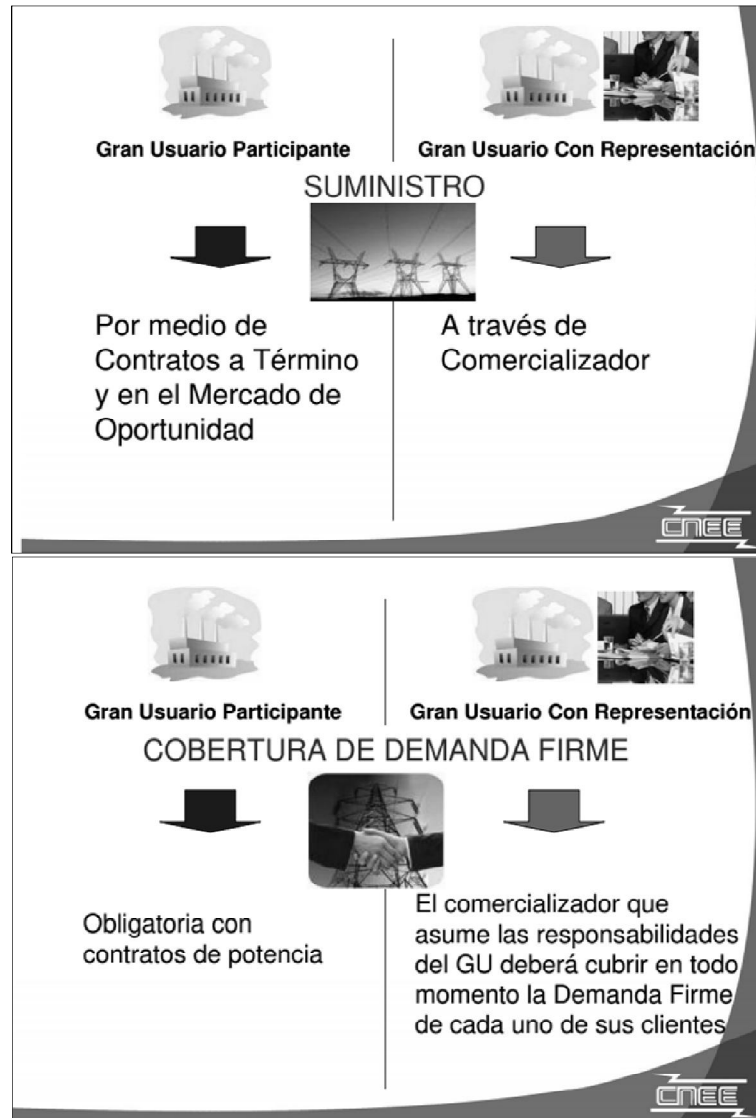 Gran Usuario Participante
Gran Usuario Con Representación
SUMINISTRO
Por medio de
Contratos a Término
y en el Mercado de
Oportunidad
A través de
Comercializador
CNEE
Gran Usuario Participante
Gran Usuario Con Representación
COBERTURA DE DEMANDA FIRME
Obligatoria con
contratos de potencia
El comercializador que
asume las responsabilidades
del GU deberá cubrir en todo
momento la Demanda Firme
de cada uno de sus clientes
CNEE